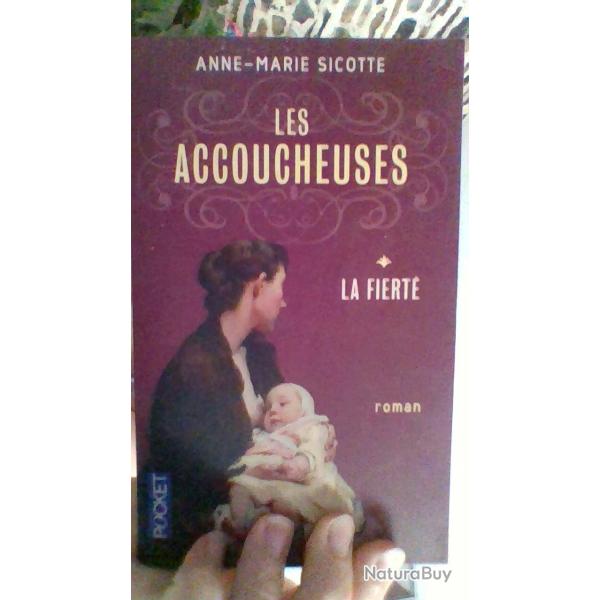 ANNE-MARIE SICOTTE
LES
ACCOUCHEUSES
LA FIERTÉ
roman
POCKET
NaturaBuy